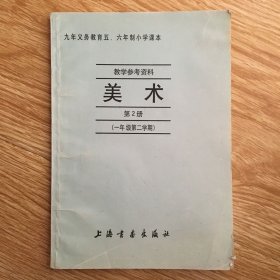 九年义务教育五、六年制小学课本
教学参考资料
美术
第2册
(一年级第二学期)
上海书画出版社